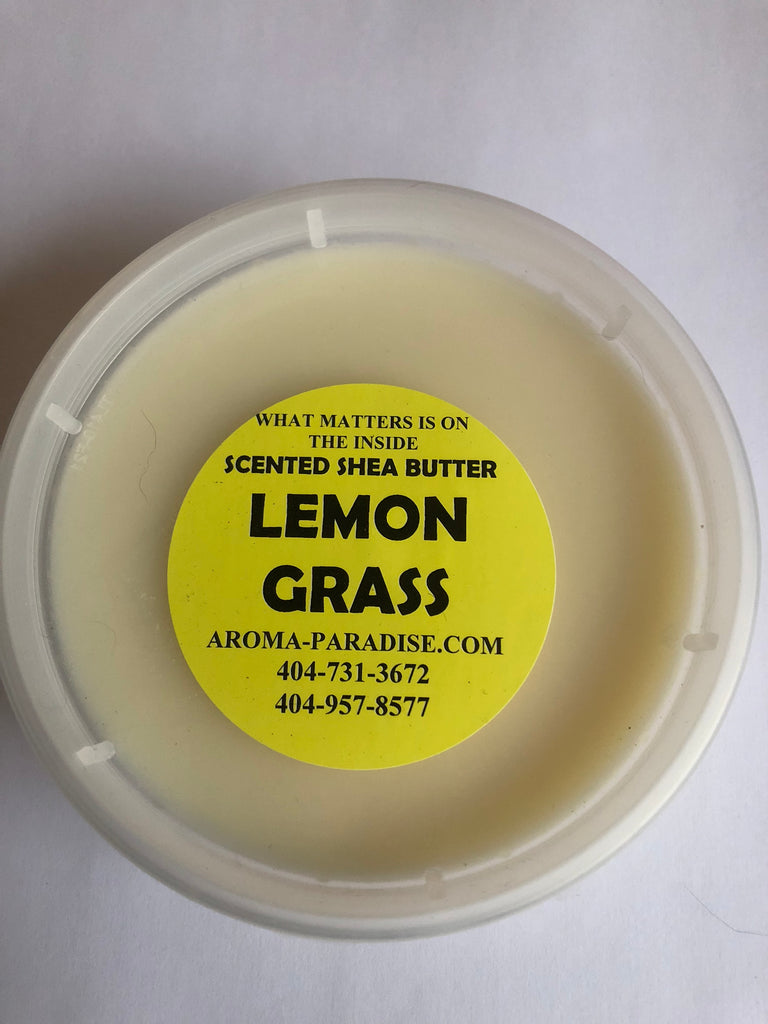 WHAT MATTERS IS ON
THE INSIDE
SCENTED SHEA BUTTER
LEMON
GRASS
AROMA-PARADISE.COM
404-731-3672
404-957-8577